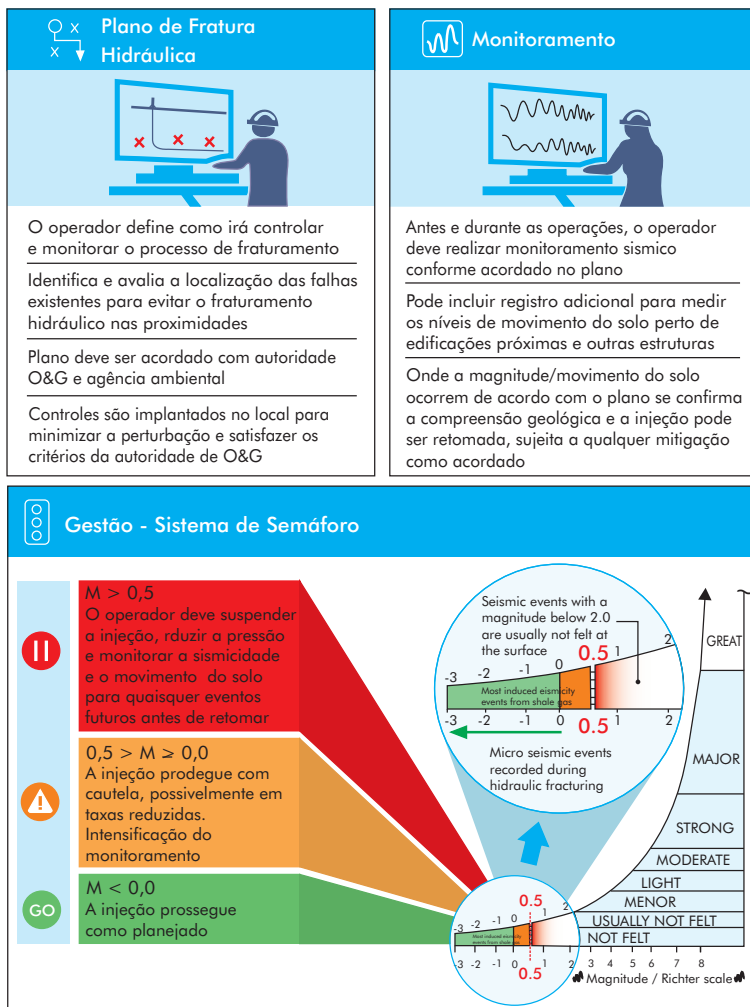 Plano de Fratura
Hidráulica
O operador define como irá controlar
e monitorar o processo de fraturamento
Identifica e avalia a localização das falhas
existentes para evitar o fraturamento
hidráulico nas proximidades
Plano deve ser acordado com autoridade
O&G e agência ambiental
Controles são implantados no local para
minimizar a perturbação e satisfazer os
critérios da autoridade de O&G
Monitoramento
Antes e durante as operações, o operador
deve realizar monitoramento sismico
conforme acordado no plano
Pode incluir registro adicional para medir
os níveis de movimento do solo perto de
edificações próximas e outras estruturas
Onde a magnitude/movimento do solo
ocorrem de acordo com o plano se confirma
a compreensão geológica e a injeção pode
ser retomada, sujeita a qualquer mitigação
como acordado
Gestão - Sistema de Semáforo
M > 0,5
O operador deve suspender
a injeção, rduzir a pressão
e monitorar a sismicidade
e o movimento do solo
para quaisquer eventos
futuros antes de retomar
0,5 > M ≥ 0,0
A injeção prodegue com
cautela, possivelmente em
taxas reduzidas.
Intensificação do
monitoramento
GO
M < 0,0
A injeção prossegue
como planejado
Seismic events with a
magnitude below 2.0
are usually not felt at
the surface
-3 -2 -1 0 0.5 1 2
Most induced eismicity
events from shale gas
-3 -2 -1 0 0.5 1 2
Micro seismic events
recorded during
hidraulic fracturing
GREAT
MAJOR
STRONG
MODERATE
LIGHT
MENOR
USUALLY NOT FELT
NOT FELT
-3 -2 -1 0 0.5 1 2
Most induced eismicity
events from shale gas
-3 -2 -1 0 0.5 1 2 3 4 5 6 7 8
Magnitude / Richter scale